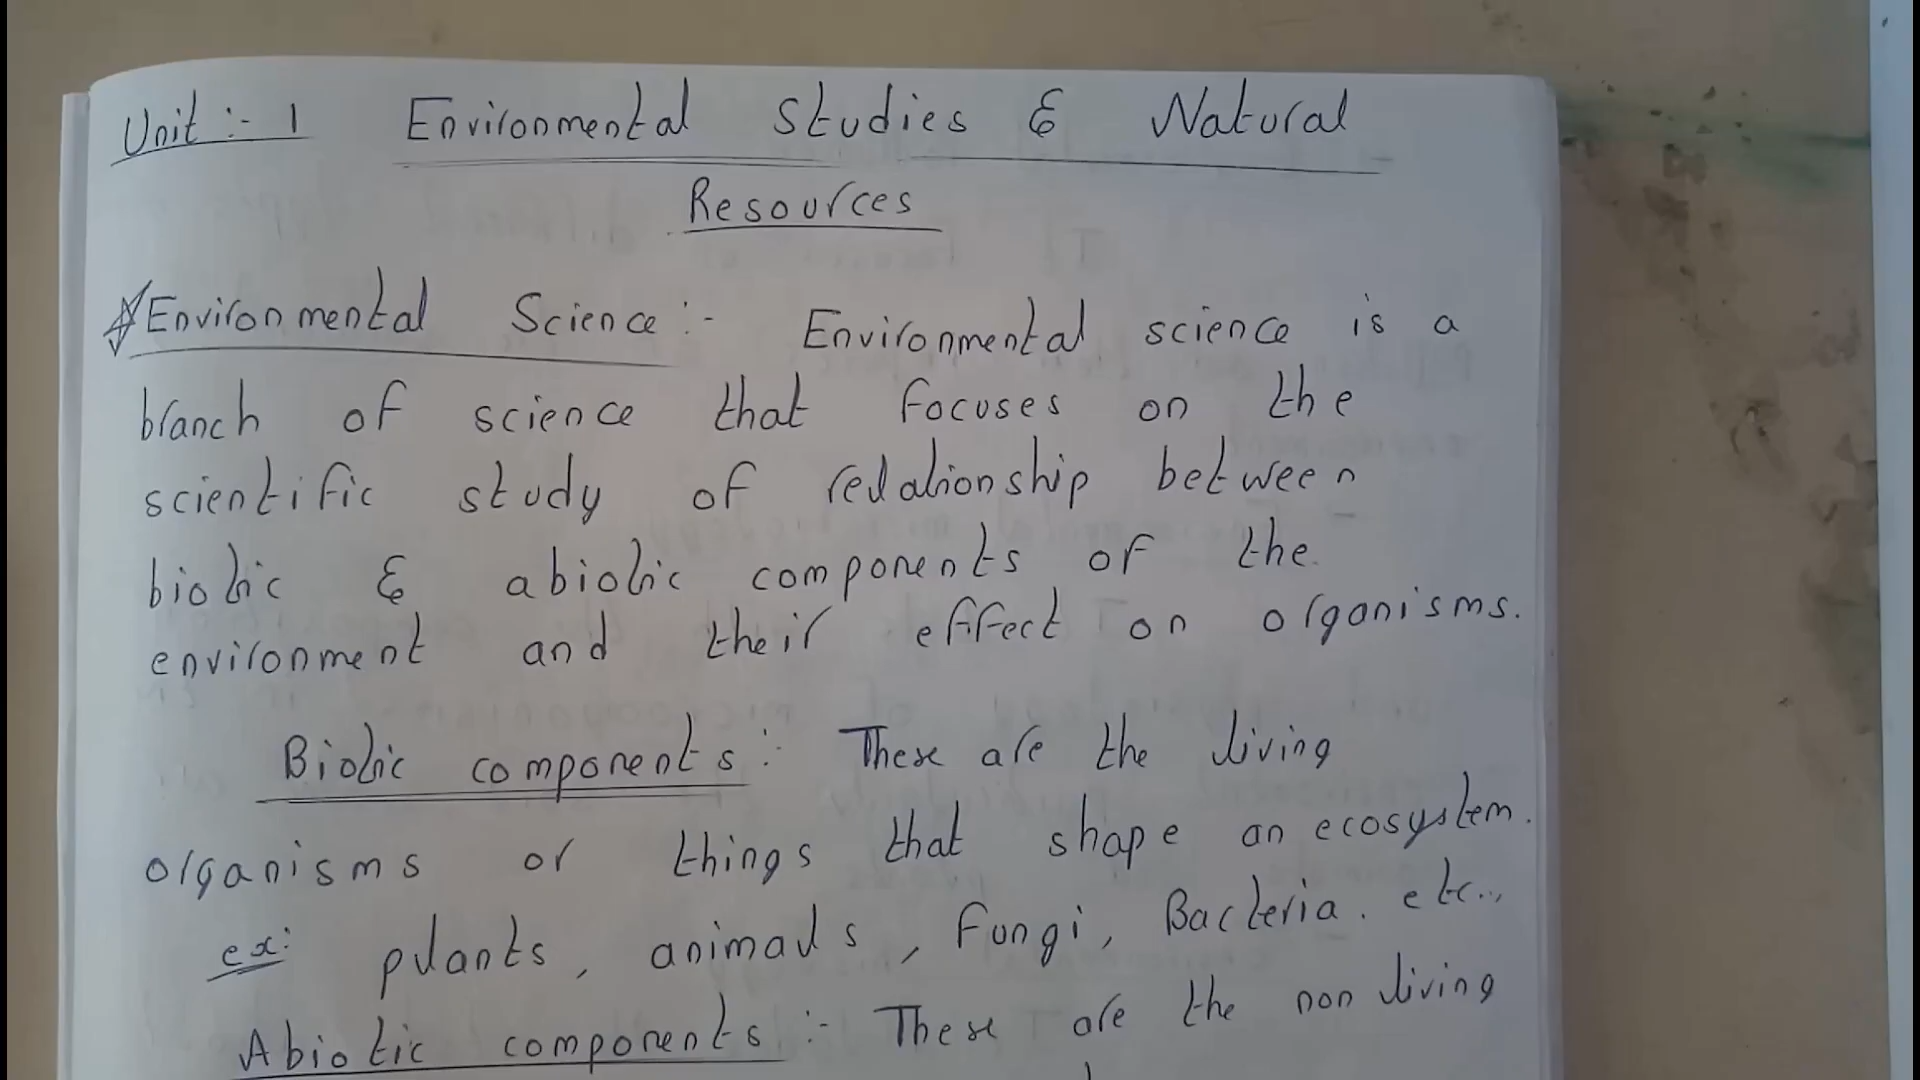 Unit :- 1 Environmental Studies & Natural
Resources
Environmental Science :- Environmental science is a
branch of science that focuses on the
scientific study of relationship between
biotic & abiotic components of the
environment and their effect on organisms.
Biotic components : These are the living
organisms or things that shape an ecosystem.
ex: plants, animals, Fungi, Bacteria. etc..,
Abiotic components :- These are the non living